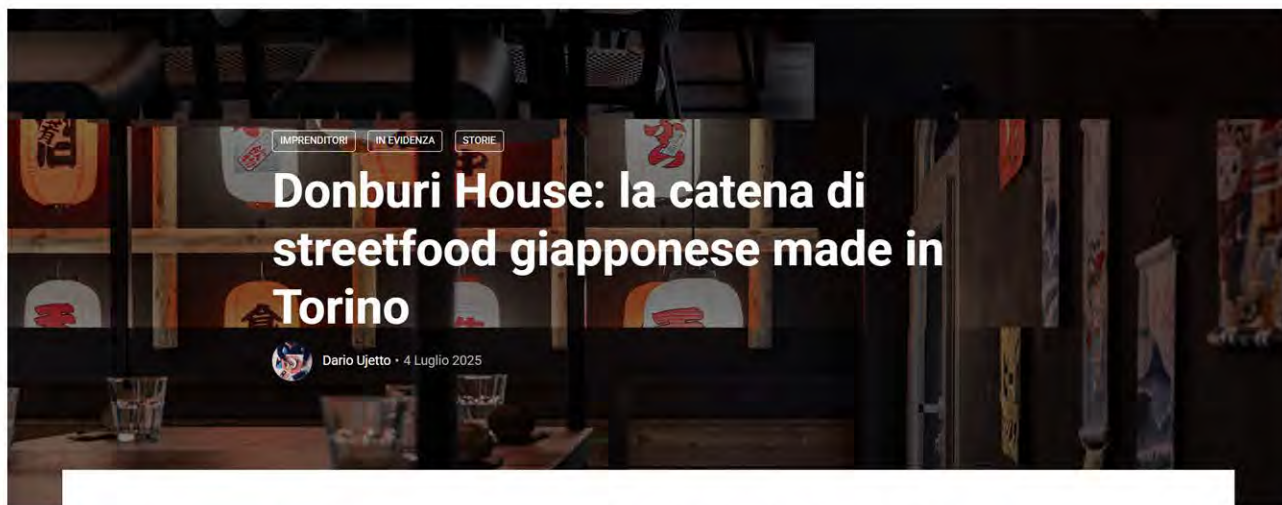 IMPRENDITORI IN EVIDENZA STORIE
Donburi House: la catena di
streetfood giapponese made in
Torino
Dario Ujetto • 4 Luglio 2025